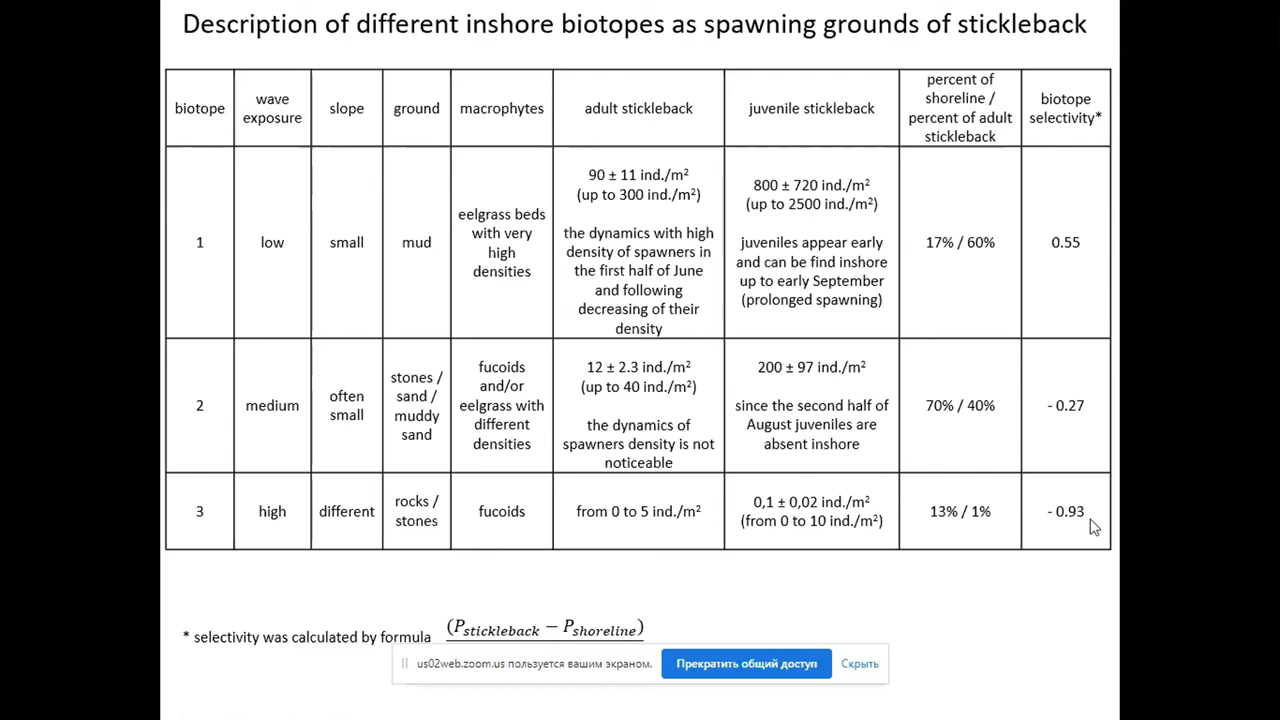 Description of different inshore biotopes as spawning grounds of stickleback
biotope
wave
exposure
slope
ground
macrophytes
adult stickleback
juvenile stickleback
percent of
shoreline /
percent of adult
stickleback
biotope
selectivity*
1
low
small
mud
eelgrass beds
with very
high
densities
90 ± 11 ind./m²
(up to 300 ind./m²)
the dynamics with high
density of spawners in
the first half of June
and following
decreasing of their
density
800 ± 720 ind./m²
(up to 2500 ind./m²)
juveniles appear early
and can be find inshore
up to early September
(prolonged spawning)
17% / 60%
0.55
2
medium
often
small
stones /
sand /
muddy
sand
fucoids
and/or
eelgrass with
different
densities
12 ± 2.3 ind./m²
(up to 40 ind./m²)
the dynamics of
spawners density is not
noticeable
200 ± 97 ind./m²
since the second half of
August juveniles are
absent inshore
70% / 40%
- 0.27
3
high
different
rocks /
stones
fucoids
from 0 to 5 ind./m²
0,1 ± 0,02 ind./m²
(from 0 to 10 ind./m²)
13% / 1%
- 0.93
* selectivity was calculated by formula (P_stickleback − P_shoreline)
us02web.zoom.us пользуется вашим экраном. Прекратить общий доступ Скрыть